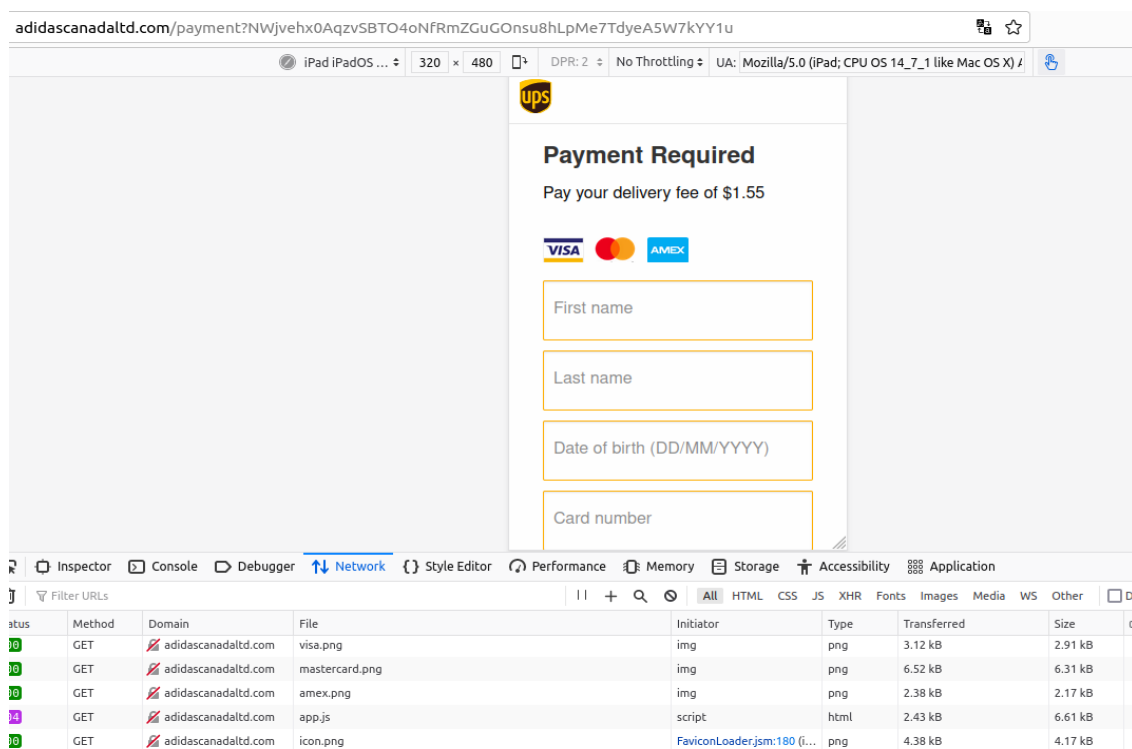 adidascanadaltd.com/payment?NWjvehx0AqzvSBTO4oNfRmZGuGOnsu8hLpMe7TdyeA5W7kYY1u
iPad iPadOS ... 320 × 480 DPR: 2 No Throttling UA: Mozilla/5.0 (iPad; CPU OS 14_7_1 like Mac OS X)
ups
Payment Required
Pay your delivery fee of $1.55
VISA AMEX
First name
Last name
Date of birth (DD/MM/YYYY)
Card number
Inspector Console Debugger Network Style Editor Performance Memory Storage Accessibility Application
Filter URLs All HTML CSS JS XHR Fonts Images Media WS Other
atus Method Domain File Initiator Type Transferred Size
00 GET adidascanadaltd.com visa.png img png 3.12 kB 2.91 kB
00 GET adidascanadaltd.com mastercard.png img png 6.52 kB 6.31 kB
00 GET adidascanadaltd.com amex.png img png 2.38 kB 2.17 kB
04 GET adidascanadaltd.com app.js script html 2.43 kB 6.61 kB
00 GET adidascanadaltd.com icon.png FaviconLoader.jsm:180 (i... png 4.38 kB 4.17 kB